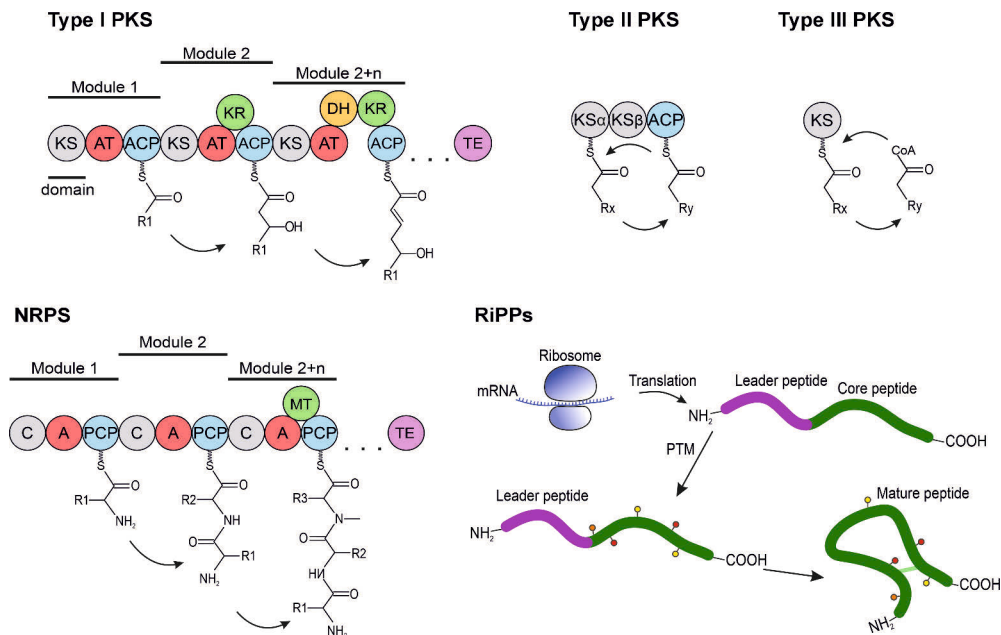 Type I PKS
Module 1
Module 2
Module 2+n
KS
AT
ACP
KS
AT
KR
ACP
KS
AT
DH
KR
ACP
. . .
TE
domain
S
O
R1
S
O
OH
R1
S
O
OH
R1
Type II PKS
KSα
KSβ
ACP
S
O
Rx
S
O
Ry
Type III PKS
KS
S
O
Rx
CoA
O
Ry
NRPS
Module 1
Module 2
Module 2+n
C
A
PCP
C
A
PCP
C
A
MT
PCP
. . .
TE
S
O
R1
NH2
S
O
R2
NH
O
R1
NH2
S
O
R3
N
O
R2
HN
O
R1
NH2
RiPPs
Ribosome
mRNA
Translation
Leader peptide
Core peptide
NH2
COOH
PTM
Leader peptide
NH2
COOH
Mature peptide
COOH
NH2